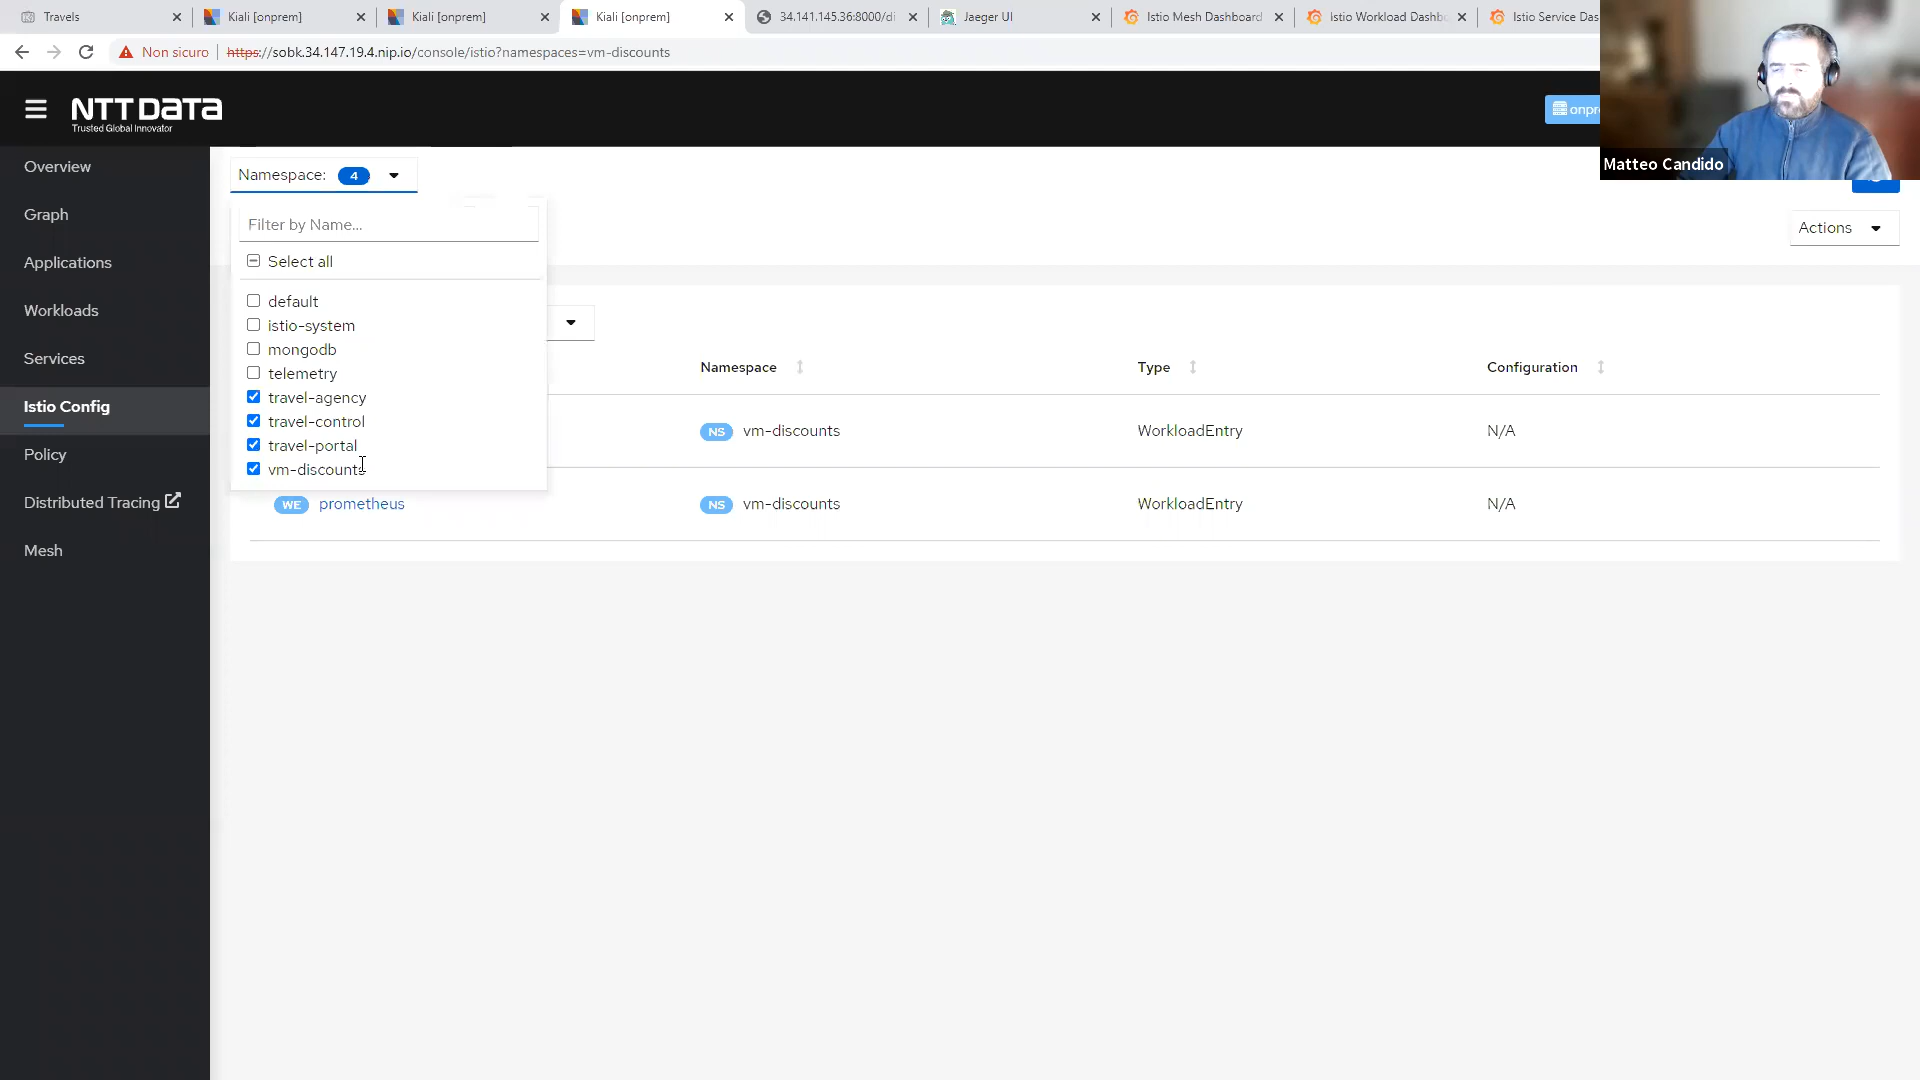 Travels
Kiali [onprem]
Kiali [onprem]
Kiali [onprem]
34.141.145.36:8000/di
Jaeger UI
Istio Mesh Dashboard
Istio Workload Dashbo
Istio Service Das
Non sicuro
https://sobk.34.147.19.4.nip.io/console/istio?namespaces=vm-discounts
NTT DATA
Trusted Global Innovator
onpr
Matteo Candido
Overview
Graph
Applications
Workloads
Services
Istio Config
Policy
Distributed Tracing
Mesh
Namespace: 4
Filter by Name...
Select all
default
istio-system
mongodb
telemetry
travel-agency
travel-control
travel-portal
vm-discounts
Actions
Namespace Type Configuration
NS vm-discounts WorkloadEntry N/A
WE prometheus NS vm-discounts WorkloadEntry N/A